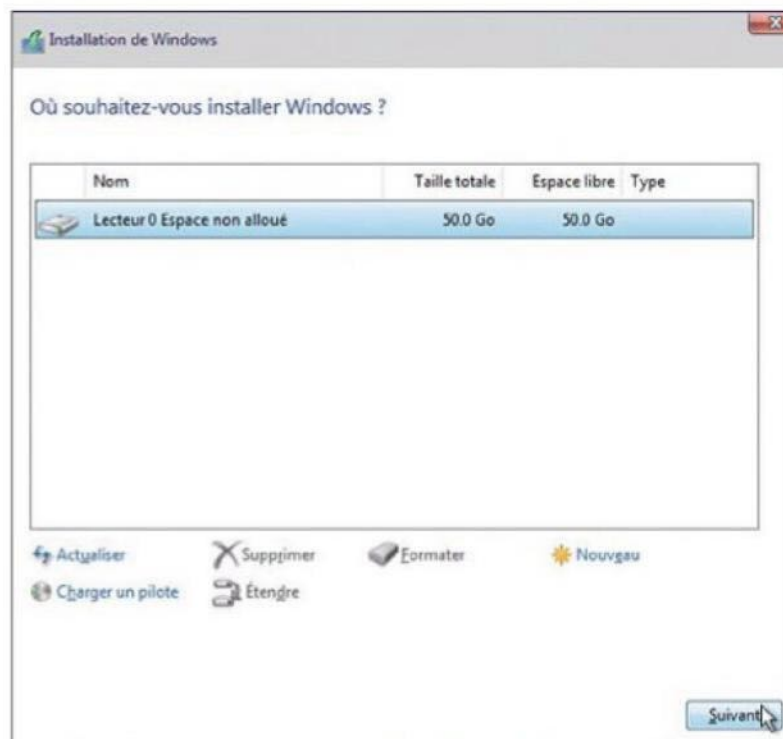 Installation de Windows
Où souhaitez-vous installer Windows ?
Nom Taille totale Espace libre Type
Lecteur 0 Espace non alloué 50.0 Go 50.0 Go
Actualiser Supprimer Formater Nouveau
Charger un pilote Étendre
Suivant